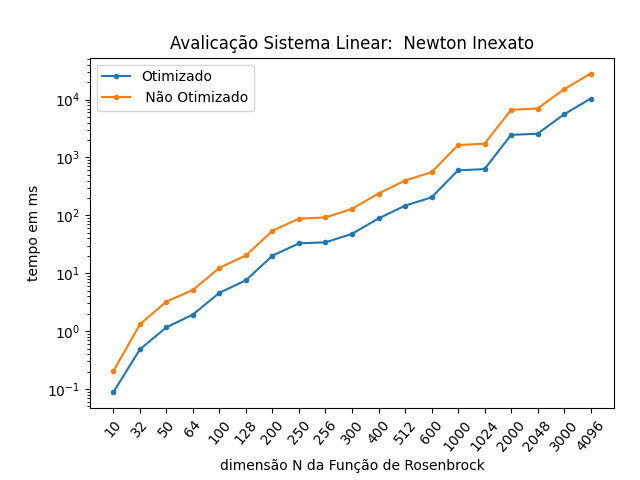 Avalicação Sistema Linear:  Newton Inexato
Otimizado
Não Otimizado
tempo em ms
10⁴
10³
10²
10¹
10⁰
10⁻¹
10 32 50 64 100 128 200 250 256 300 400 512 600 1000 1024 2000 2048 3000 4096
dimensão N da Função de Rosenbrock